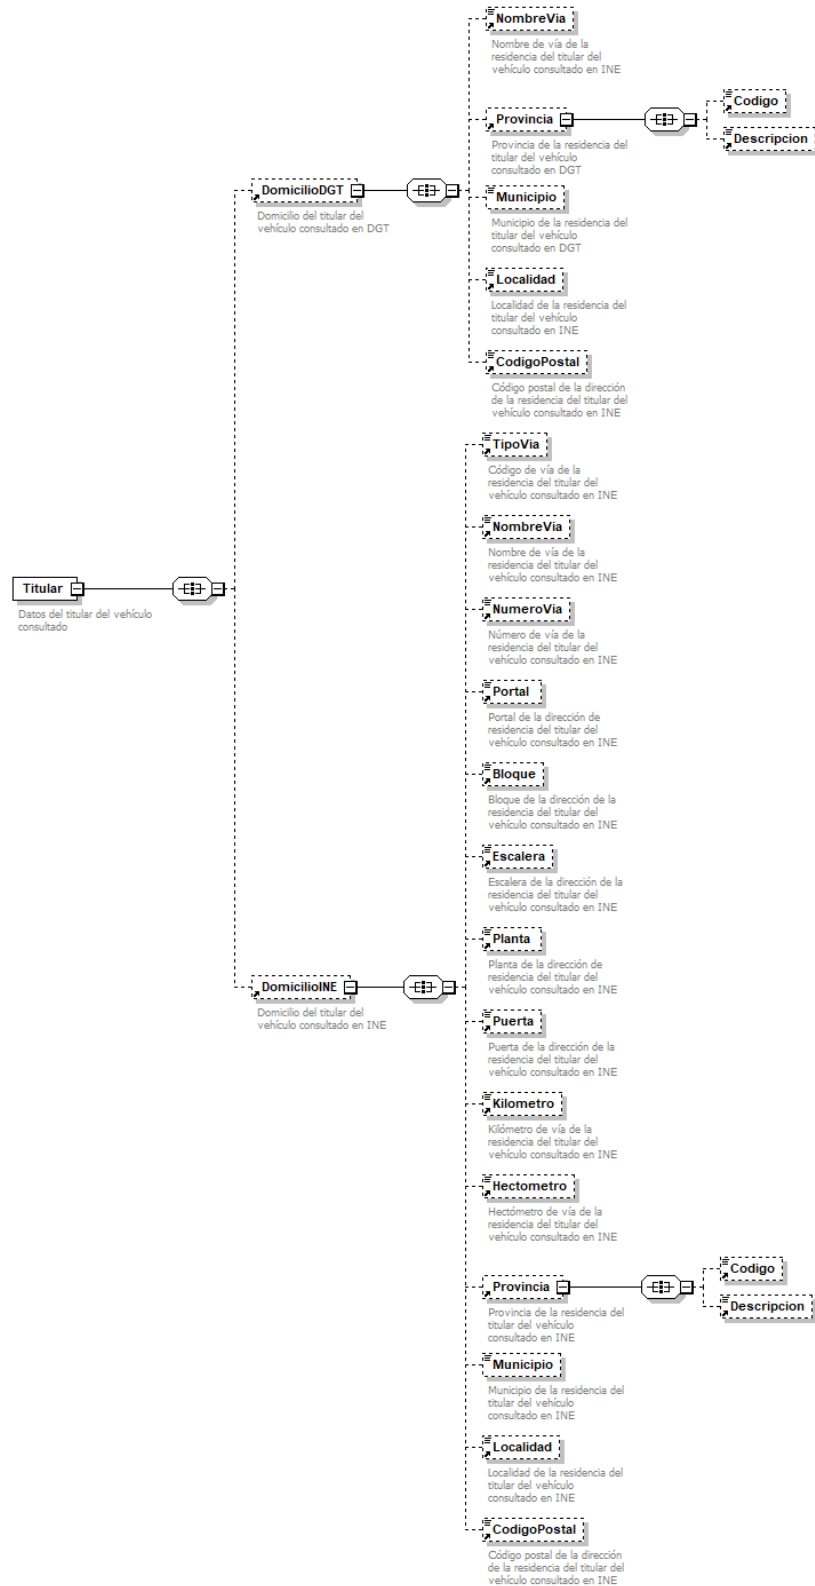 NombreVia
Nombre de vía de la
residencia del titular del
vehículo consultado en INE
Provincia
Provincia de la residencia del
titular del vehículo
consultado en DGT
Codigo
Descripcion
DomicilioDGT
Domicilio del titular del
vehículo consultado en DGT
Municipio
Municipio de la residencia del
titular del vehículo
consultado en DGT
Localidad
Localidad de la residencia del
titular del vehículo
consultado en INE
CodigoPostal
Código postal de la dirección
de la residencia del titular del
vehículo consultado en INE
TipoVia
Código de vía de la
residencia del titular del
vehículo consultado en INE
NombreVia
Nombre de vía de la
residencia del titular del
vehículo consultado en INE
Titular
Datos del titular del vehículo
consultado
NumeroVia
Número de vía de la
residencia del titular del
vehículo consultado en INE
Portal
Portal de la dirección de
residencia del titular del
vehículo consultado en INE
Bloque
Bloque de la dirección de la
residencia del titular del
vehículo consultado en INE
Escalera
Escalera de la dirección de la
residencia del titular del
vehículo consultado en INE
Planta
Planta de la dirección de
residencia del titular del
vehículo consultado en INE
DomicilioINE
Domicilio del titular del
vehículo consultado en INE
Puerta
Puerta de la dirección de la
residencia del titular del
vehículo consultado en INE
Kilometro
Kilómetro de vía de la
residencia del titular del
vehículo consultado en INE
Hectometro
Hectómetro de vía de la
residencia del titular del
vehículo consultado en INE
Provincia
Provincia de la residencia del
titular del vehículo
consultado en INE
Codigo
Descripcion
Municipio
Municipio de la residencia del
titular del vehículo
consultado en INE
Localidad
Localidad de la residencia del
titular del vehículo
consultado en INE
CodigoPostal
Código postal de la dirección
de la residencia del titular del
vehículo consultado en INE